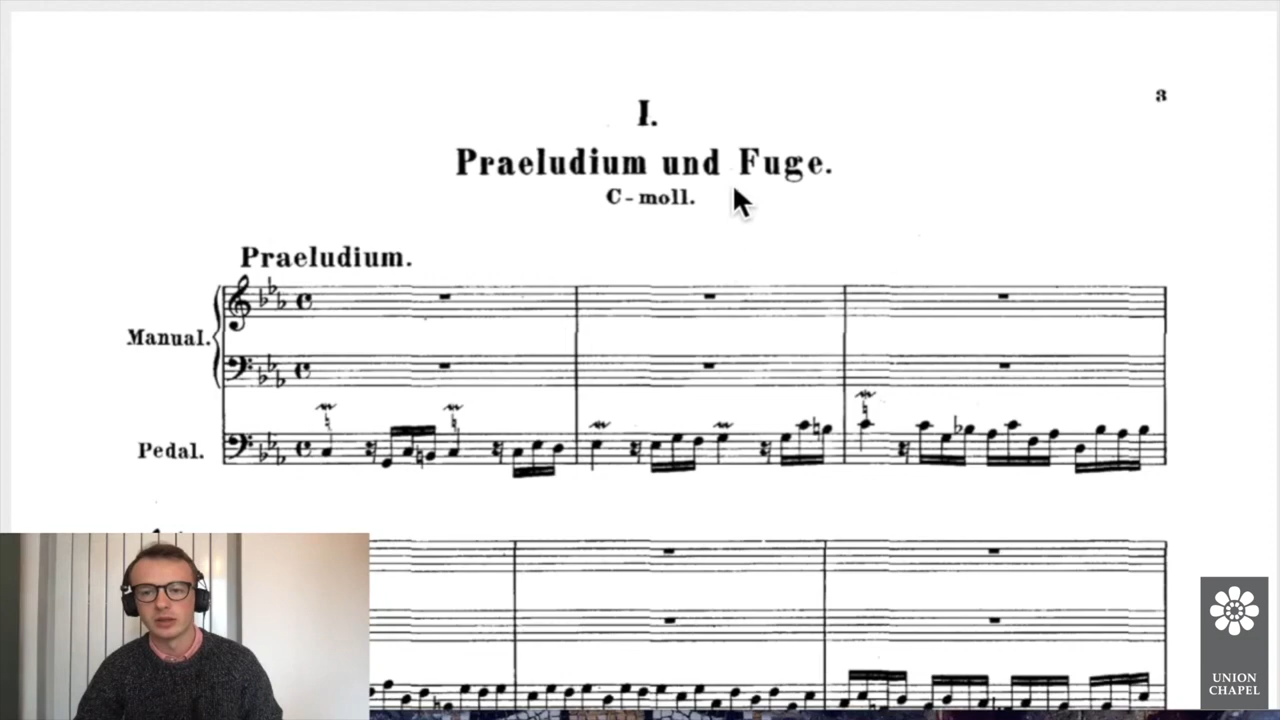 3
I.
Praeludium und Fuge.
C-moll.
Praeludium.
Manual.
Pedal.
UNION
CHAPEL